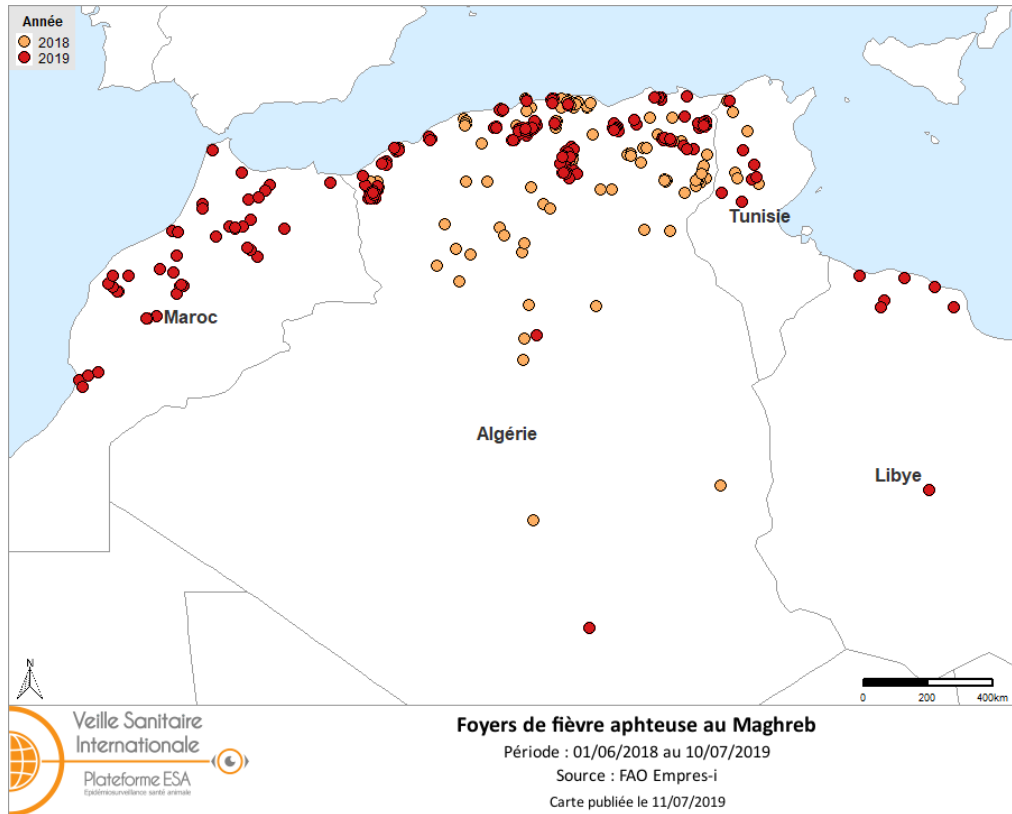 Année
2018
2019
Tunisie
Maroc
Algérie
Libye
N
0 200 400km
Veille Sanitaire
Internationale
Plateforme ESA
Epidémiosurveillance santé animale
Foyers de fièvre aphteuse au Maghreb
Période : 01/06/2018 au 10/07/2019
Source : FAO Empres-i
Carte publiée le 11/07/2019